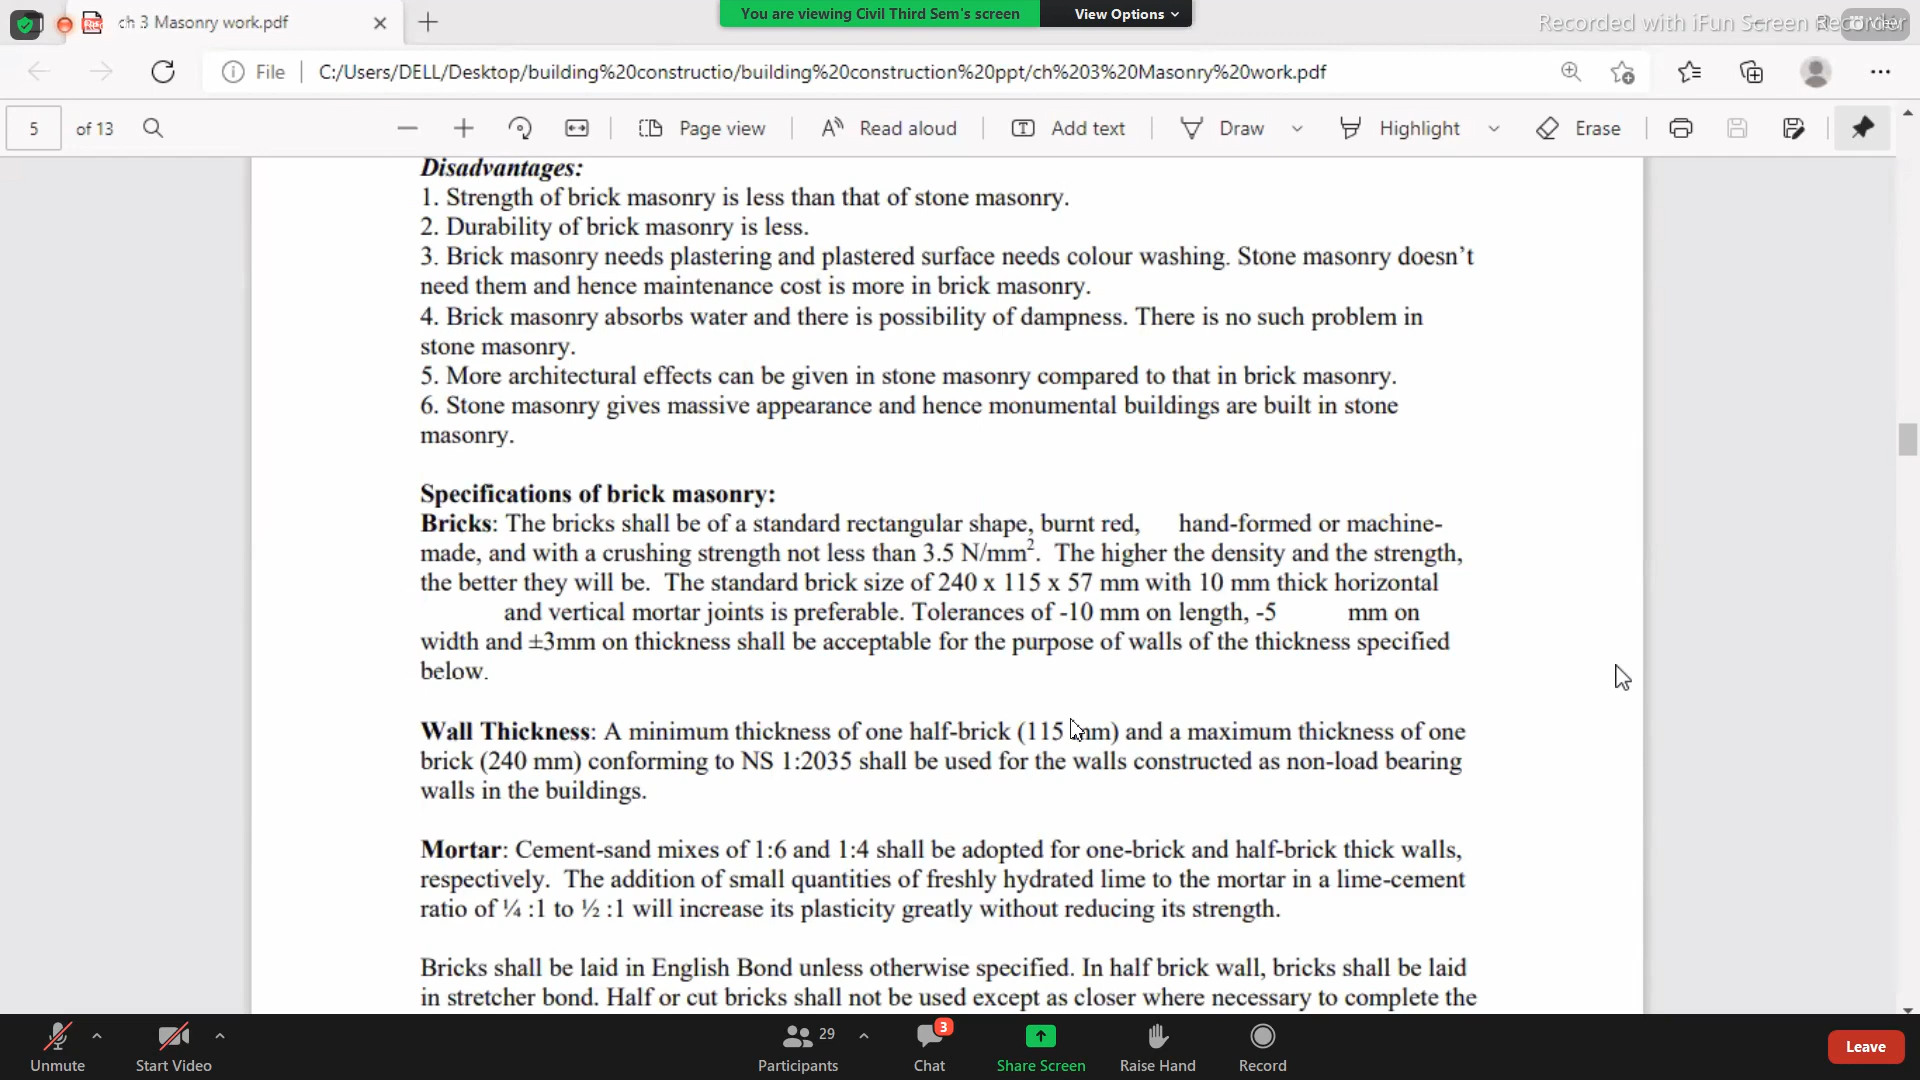 ch 3 Masonry work.pdf
You are viewing Civil Third Sem's screen
View Options
Recorded with iFun Screen Recorder
File
C:/Users/DELL/Desktop/building%20constructio/building%20construction%20ppt/ch%203%20Masonry%20work.pdf
5 of 13
Page view
Read aloud
Add text
Draw
Highlight
Erase
Disadvantages:
1. Strength of brick masonry is less than that of stone masonry.
2. Durability of brick masonry is less.
3. Brick masonry needs plastering and plastered surface needs colour washing. Stone masonry doesn’t
need them and hence maintenance cost is more in brick masonry.
4. Brick masonry absorbs water and there is possibility of dampness. There is no such problem in
stone masonry.
5. More architectural effects can be given in stone masonry compared to that in brick masonry.
6. Stone masonry gives massive appearance and hence monumental buildings are built in stone
masonry.
Specifications of brick masonry:
Bricks: The bricks shall be of a standard rectangular shape, burnt red, hand-formed or machine-
made, and with a crushing strength not less than 3.5 N/mm². The higher the density and the strength,
the better they will be. The standard brick size of 240 x 115 x 57 mm with 10 mm thick horizontal
and vertical mortar joints is preferable. Tolerances of -10 mm on length, -5 mm on
width and ±3mm on thickness shall be acceptable for the purpose of walls of the thickness specified
below.
Wall Thickness: A minimum thickness of one half-brick (115 mm) and a maximum thickness of one
brick (240 mm) conforming to NS 1:2035 shall be used for the walls constructed as non-load bearing
walls in the buildings.
Mortar: Cement-sand mixes of 1:6 and 1:4 shall be adopted for one-brick and half-brick thick walls,
respectively. The addition of small quantities of freshly hydrated lime to the mortar in a lime-cement
ratio of ¼ :1 to ½ :1 will increase its plasticity greatly without reducing its strength.
Bricks shall be laid in English Bond unless otherwise specified. In half brick wall, bricks shall be laid
in stretcher bond. Half or cut bricks shall not be used except as closer where necessary to complete the
Unmute
Start Video
29
Participants
3
Chat
Share Screen
Raise Hand
Record
Leave